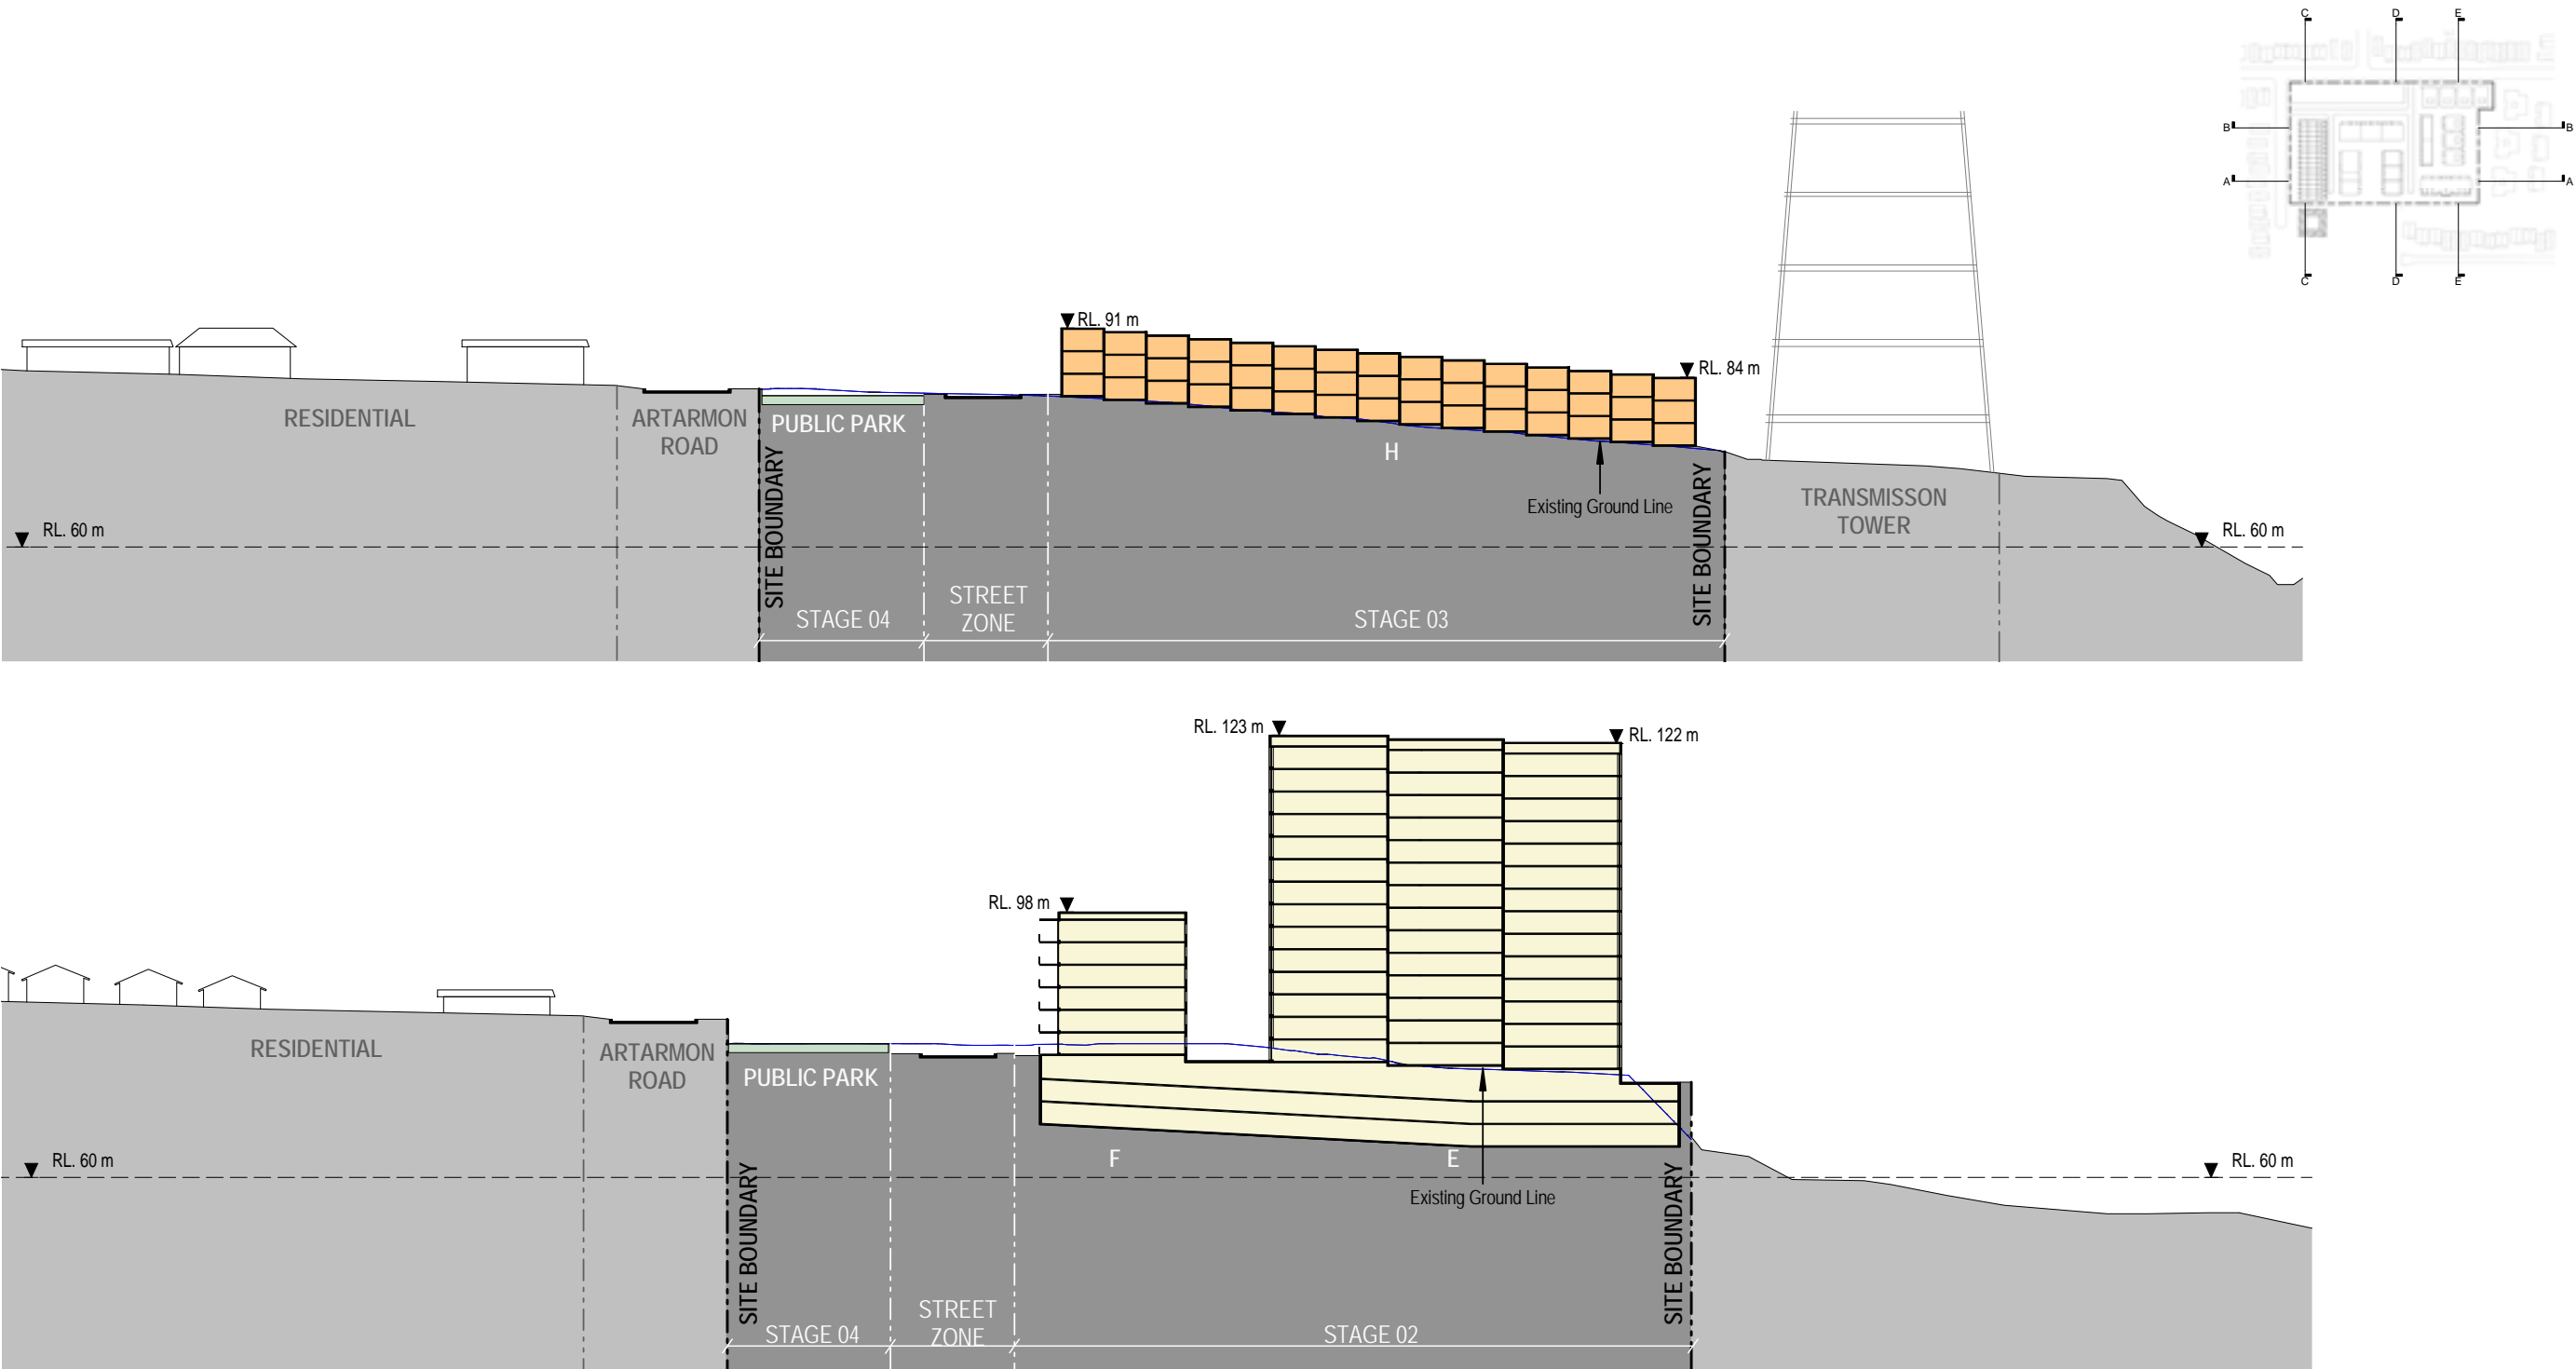 C D E
B B
A A
C D E
RL. 91 m
RL. 84 m
RESIDENTIAL
ARTARMON
ROAD
PUBLIC PARK
SITE BOUNDARY
H
Existing Ground Line
SITE BOUNDARY
TRANSMISSON
TOWER
RL. 60 m
RL. 60 m
STAGE 04
STREET
ZONE
STAGE 03
RL. 123 m
RL. 122 m
RL. 98 m
RESIDENTIAL
ARTARMON
ROAD
PUBLIC PARK
RL. 60 m
SITE BOUNDARY
F
E
Existing Ground Line
SITE BOUNDARY
RL. 60 m
STAGE 04
STREET
ZONE
STAGE 02